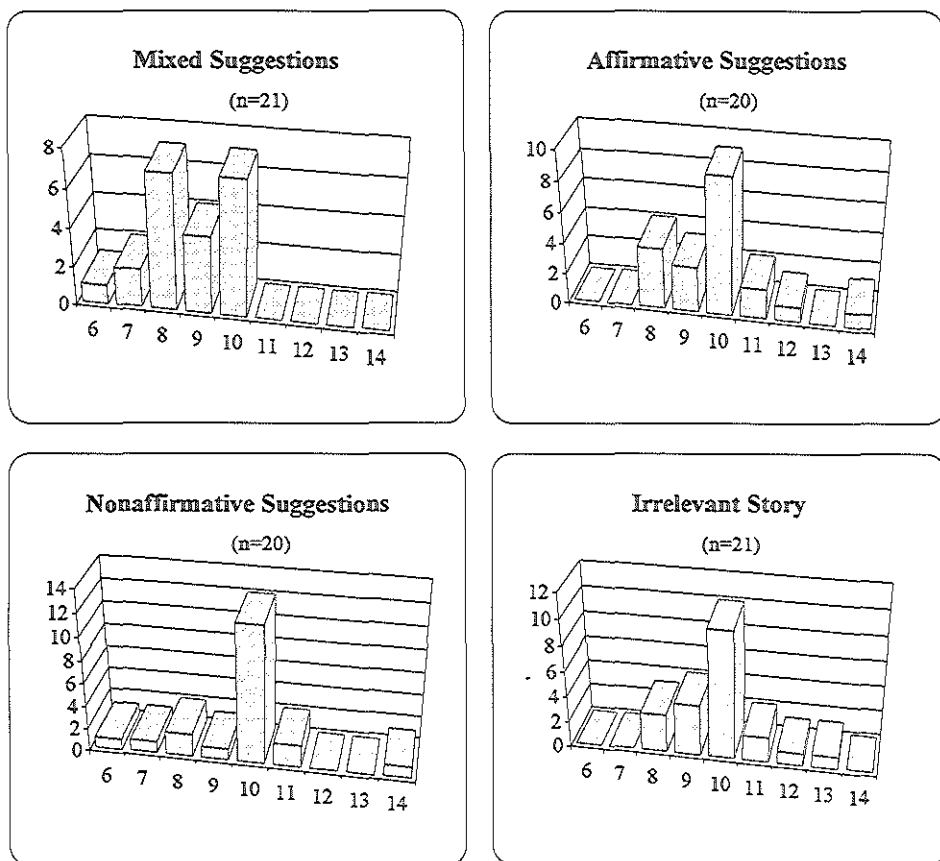 Mixed Suggestions
(n=21)
8
6
4
2
0
6 7 8 9 10 11 12 13 14
Affirmative Suggestions
(n=20)
10
8
6
4
2
0
6 7 8 9 10 11 12 13 14
Nonaffirmative Suggestions
(n=20)
14
12
10
8
6
4
2
0
6 7 8 9 10 11 12 13 14
Irrelevant Story
(n=21)
12
10
8
6
4
2
0
6 7 8 9 10 11 12 13 14